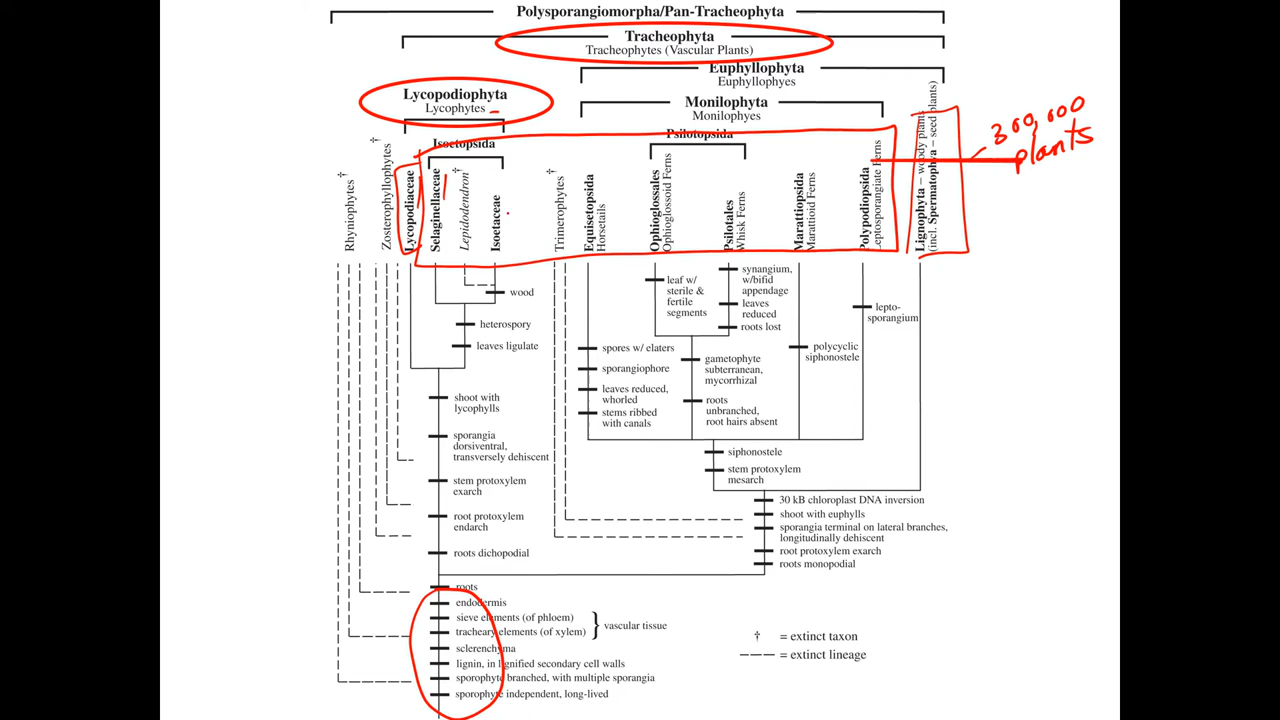 Polysporangiomorpha/Pan-Tracheophyta
Tracheophyta
Tracheophytes (Vascular Plants)
Euphyllophyta
Euphyllophyes
Lycopodiophyta
Lycophytes
Monilophyta
Monilophyes
Isoetopsida
Psilotopsida
Rhyniophytes†
Zosterophyllophytes†
Lycopodiaceae
Selaginellaceae
Lepidodendron†
Isoetaceae
Trimerophytes†
Equisetopsida
Horsetails
Ophioglossales
Ophioglossoid Ferns
Psilotales
Whisk Ferns
Marattiopsida
Marattioid Ferns
Polypodiopsida
Leptosporangiate Ferns
Lignophyta – woody plants
(incl. Spermatophyta – seed plants)
300,000
plants
wood
heterospory
leaves ligulate
shoot with
lycophylls
sporangia
dorsiventral,
transversely dehiscent
stem protoxylem
exarch
root protoxylem
endarch
roots dichopodial
spores w/ elaters
sporangiophore
leaves reduced,
whorled
stems ribbed
with canals
leaf w/
sterile &
fertile
segments
synangium,
w/bifid
appendage
leaves
reduced
roots lost
gametophyte
subterranean,
mycorrhizal
roots
unbranched,
root hairs absent
polycyclic
siphonostele
lepto-
sporangium
siphonostele
stem protoxylem
mesarch
30 kB chloroplast DNA inversion
shoot with euphylls
sporangia terminal on lateral branches,
longitudinally dehiscent
root protoxylem exarch
roots monopodial
roots
endodermis
sieve elements (of phloem)
tracheary elements (of xylem)
vascular tissue
sclerenchyma
lignin, in lignified secondary cell walls
sporophyte branched, with multiple sporangia
sporophyte independent, long-lived
† = extinct taxon
= extinct lineage